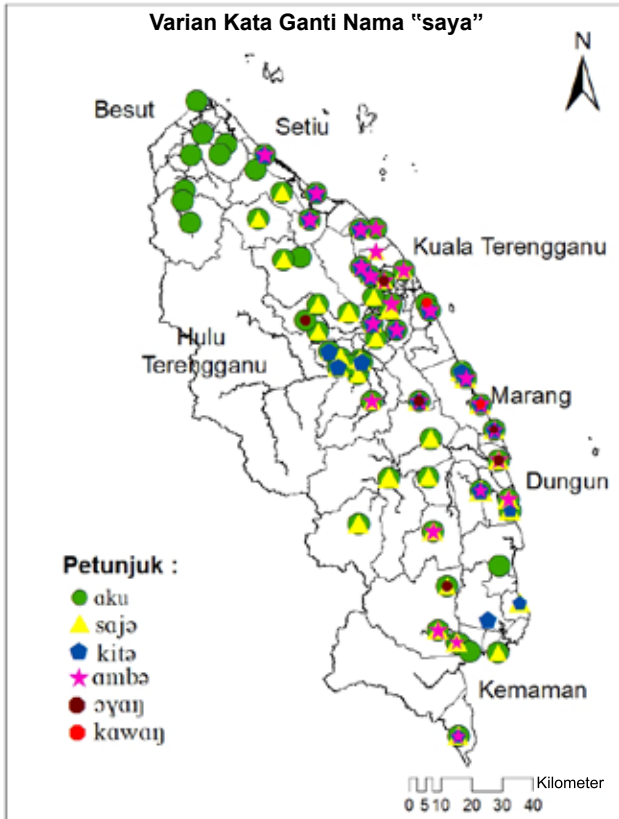 Varian Kata Ganti Nama "saya"
N
Besut
Setiu
Kuala Terengganu
Hulu
Terengganu
Marang
Dungun
Petunjuk :
ɑku
sɑjə
kitə
ɑmbə
ɔɣɑŋ
kɑwɑŋ
Kemaman
Kilometer
0 5 10 20 30 40